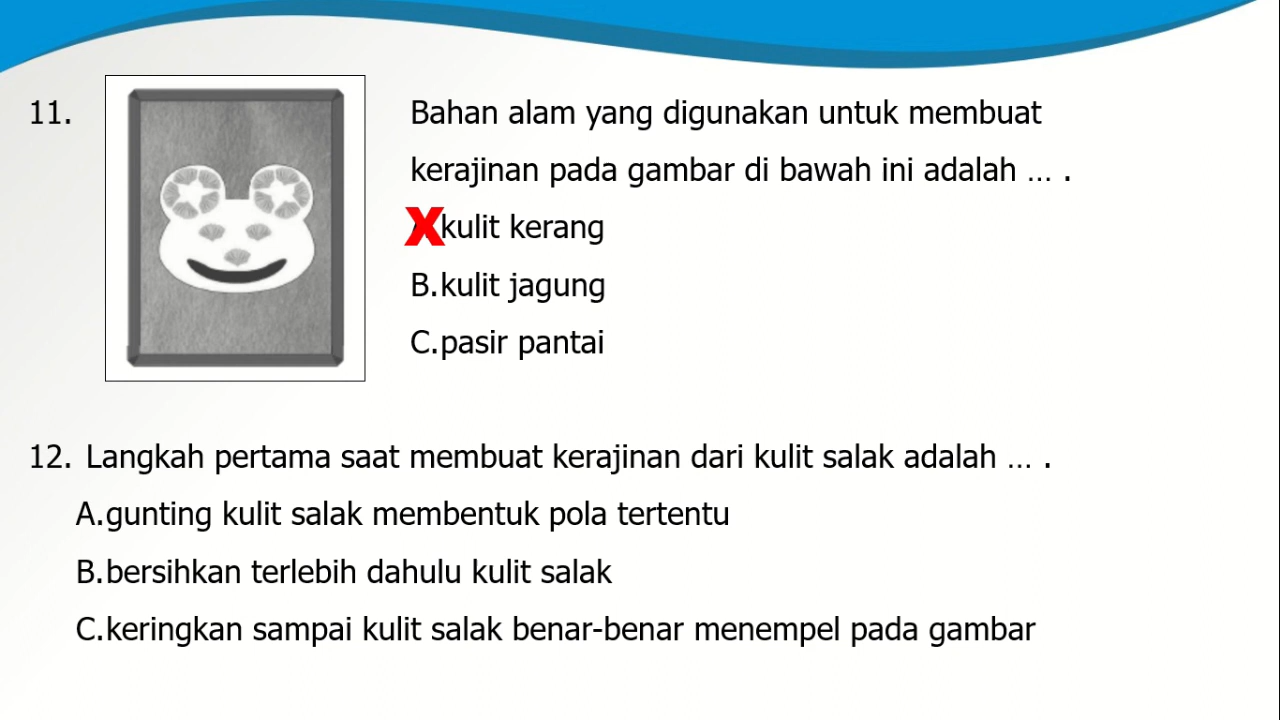 11.
Bahan alam yang digunakan untuk membuat
kerajinan pada gambar di bawah ini adalah ... .
X kulit kerang
B.kulit jagung
C.pasir pantai
12. Langkah pertama saat membuat kerajinan dari kulit salak adalah ... .
A.gunting kulit salak membentuk pola tertentu
B.bersihkan terlebih dahulu kulit salak
C.keringkan sampai kulit salak benar-benar menempel pada gambar